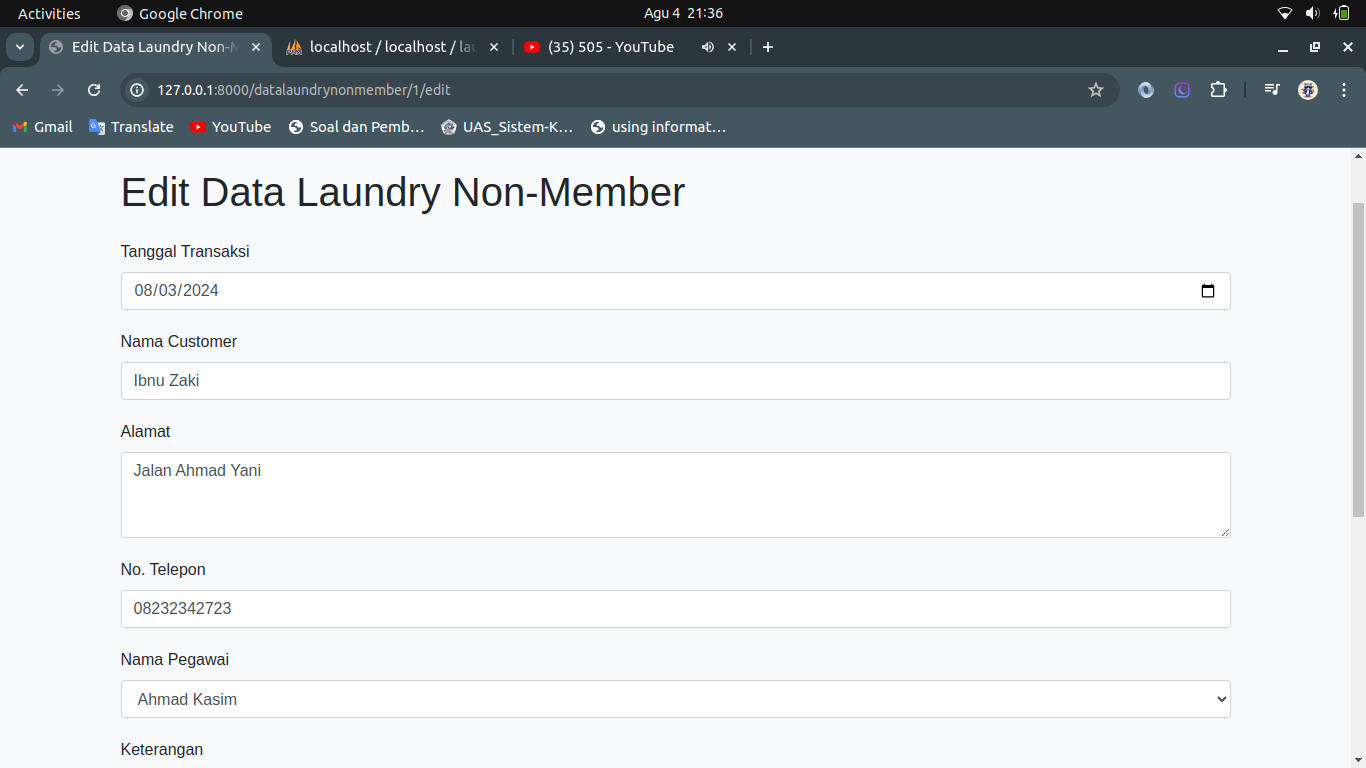 Activities Google Chrome Agu 4 21:36
Edit Data Laundry Non-M localhost / localhost / lau (35) 505 - YouTube
127.0.0.1:8000/datalaundrynonmember/1/edit
Gmail Translate YouTube Soal dan Pemb… UAS_Sistem-K… using informat…
Edit Data Laundry Non-Member
Tanggal Transaksi
08/03/2024
Nama Customer
Ibnu Zaki
Alamat
Jalan Ahmad Yani
No. Telepon
08232342723
Nama Pegawai
Ahmad Kasim
Keterangan